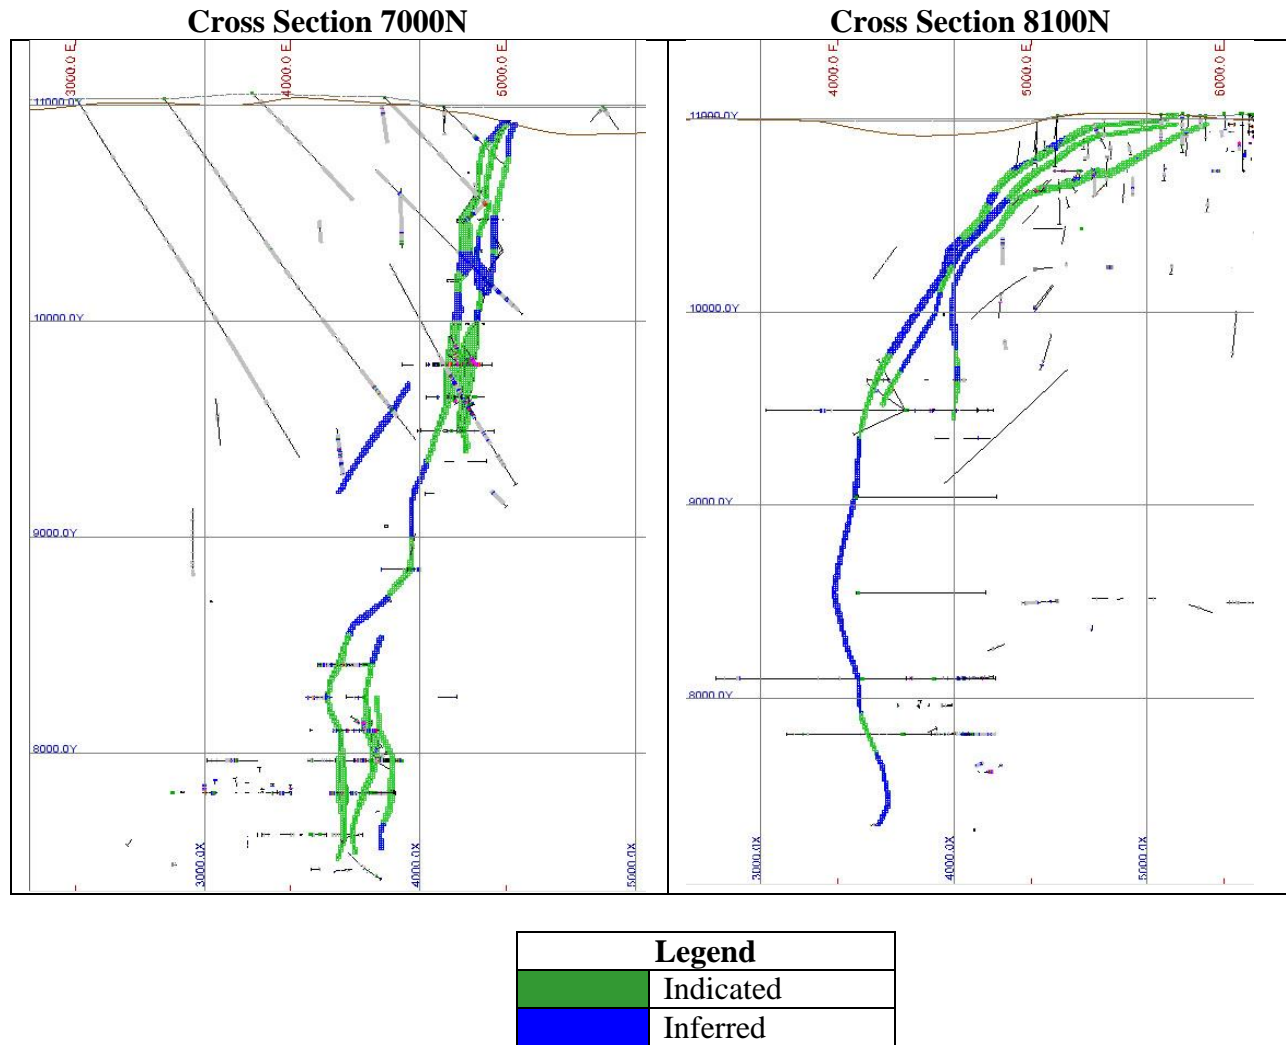 Cross Section 7000N
Cross Section 8100N
3000.0 E
4000.0 E
5000.0 E
4000.0 E
5000.0 E
6000.0 E
11000.0Y
10000.0Y
9000.0Y
8000.0Y
3000.0X
4000.0X
5000.0X
11000.0Y
10000.0Y
9000.0Y
8000.0Y
3000.0X
4000.0X
5000.0X
Legend
Indicated
Inferred